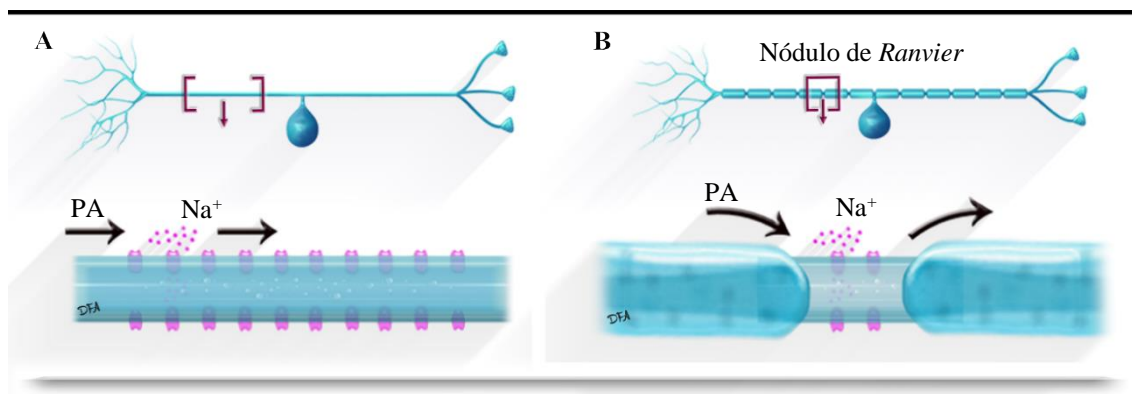 A
B
Nódulo de Ranvier
PA
Na⁺
PA
Na⁺
DFA
DFA